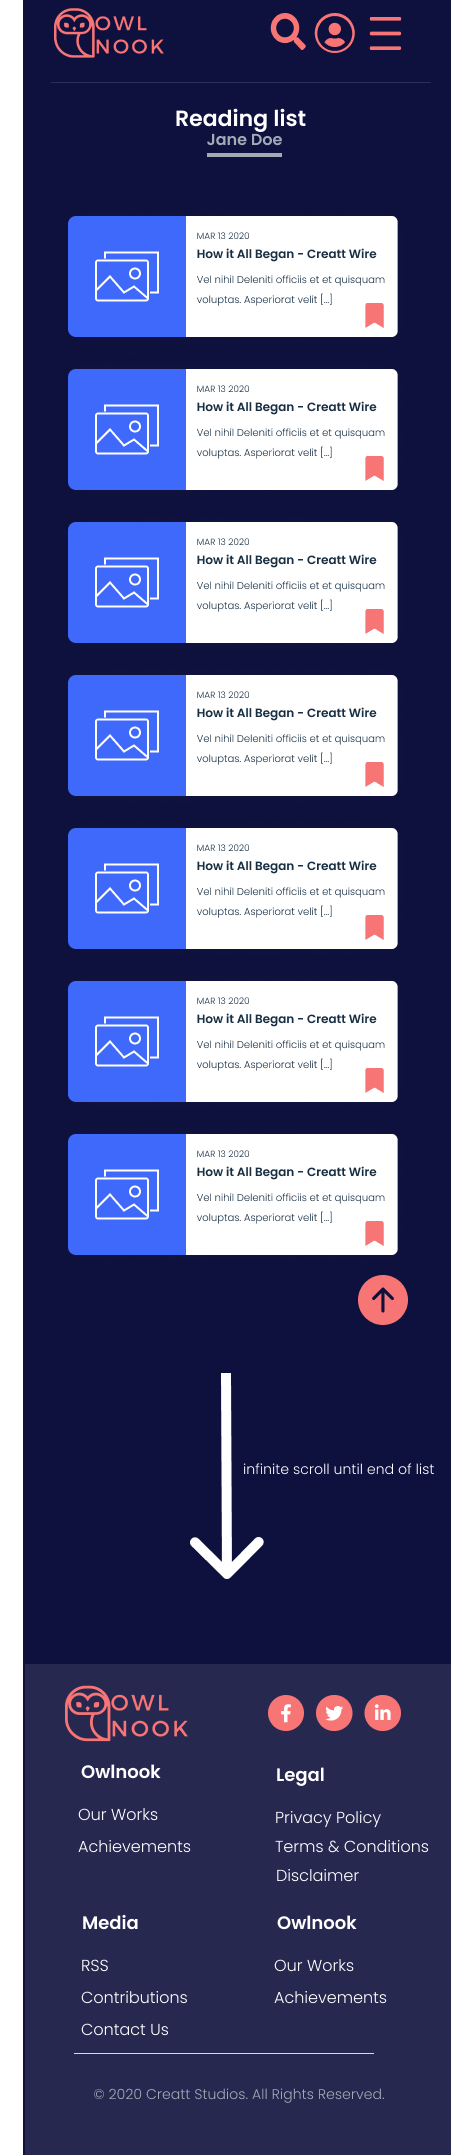 OWL
NOOK
Reading list
Jane Doe
MAR 13 2020
How it All Began - Creatt Wire
Vel nihil Deleniti officiis et et quisquam
voluptas. Asperiorat velit [...]
MAR 13 2020
How it All Began - Creatt Wire
Vel nihil Deleniti officiis et et quisquam
voluptas. Asperiorat velit [...]
MAR 13 2020
How it All Began - Creatt Wire
Vel nihil Deleniti officiis et et quisquam
voluptas. Asperiorat velit [...]
MAR 13 2020
How it All Began - Creatt Wire
Vel nihil Deleniti officiis et et quisquam
voluptas. Asperiorat velit [...]
MAR 13 2020
How it All Began - Creatt Wire
Vel nihil Deleniti officiis et et quisquam
voluptas. Asperiorat velit [...]
MAR 13 2020
How it All Began - Creatt Wire
Vel nihil Deleniti officiis et et quisquam
voluptas. Asperiorat velit [...]
MAR 13 2020
How it All Began - Creatt Wire
Vel nihil Deleniti officiis et et quisquam
voluptas. Asperiorat velit [...]
infinite scroll until end of list
OWL
NOOK
Owlnook
Our Works
Achievements
Legal
Privacy Policy
Terms & Conditions
Disclaimer
Media
RSS
Contributions
Contact Us
Owlnook
Our Works
Achievements
© 2020 Creatt Studios. All Rights Reserved.